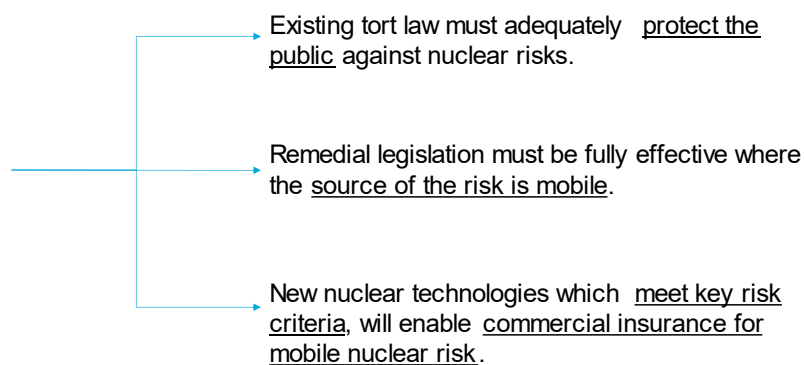 Existing tort law must adequately protect the
public against nuclear risks.
Remedial legislation must be fully effective where
the source of the risk is mobile.
New nuclear technologies which meet key risk
criteria, will enable commercial insurance for
mobile nuclear risk.